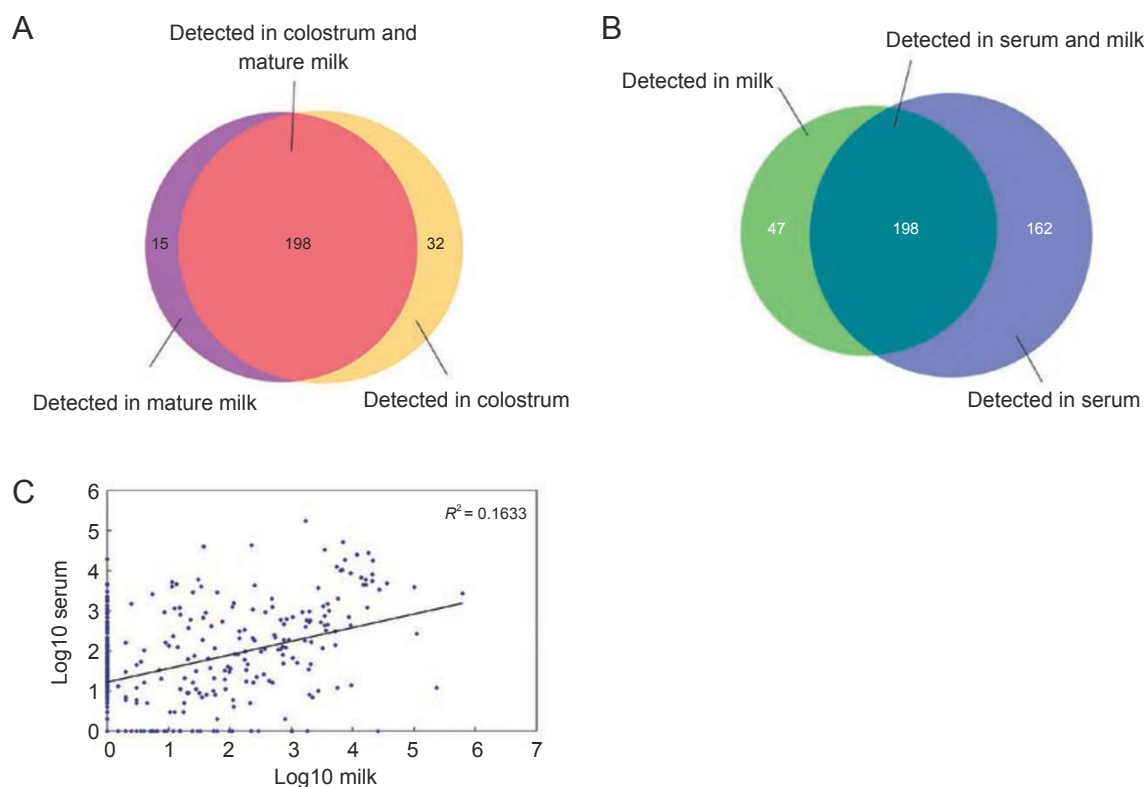 A
Detected in colostrum and
mature milk
15
198
32
Detected in mature milk
Detected in colostrum
B
Detected in serum and milk
Detected in milk
47
198
162
Detected in serum
C
6
R² = 0.1633
5
4
3
2
1
0
Log10 serum
0 1 2 3 4 5 6 7
Log10 milk